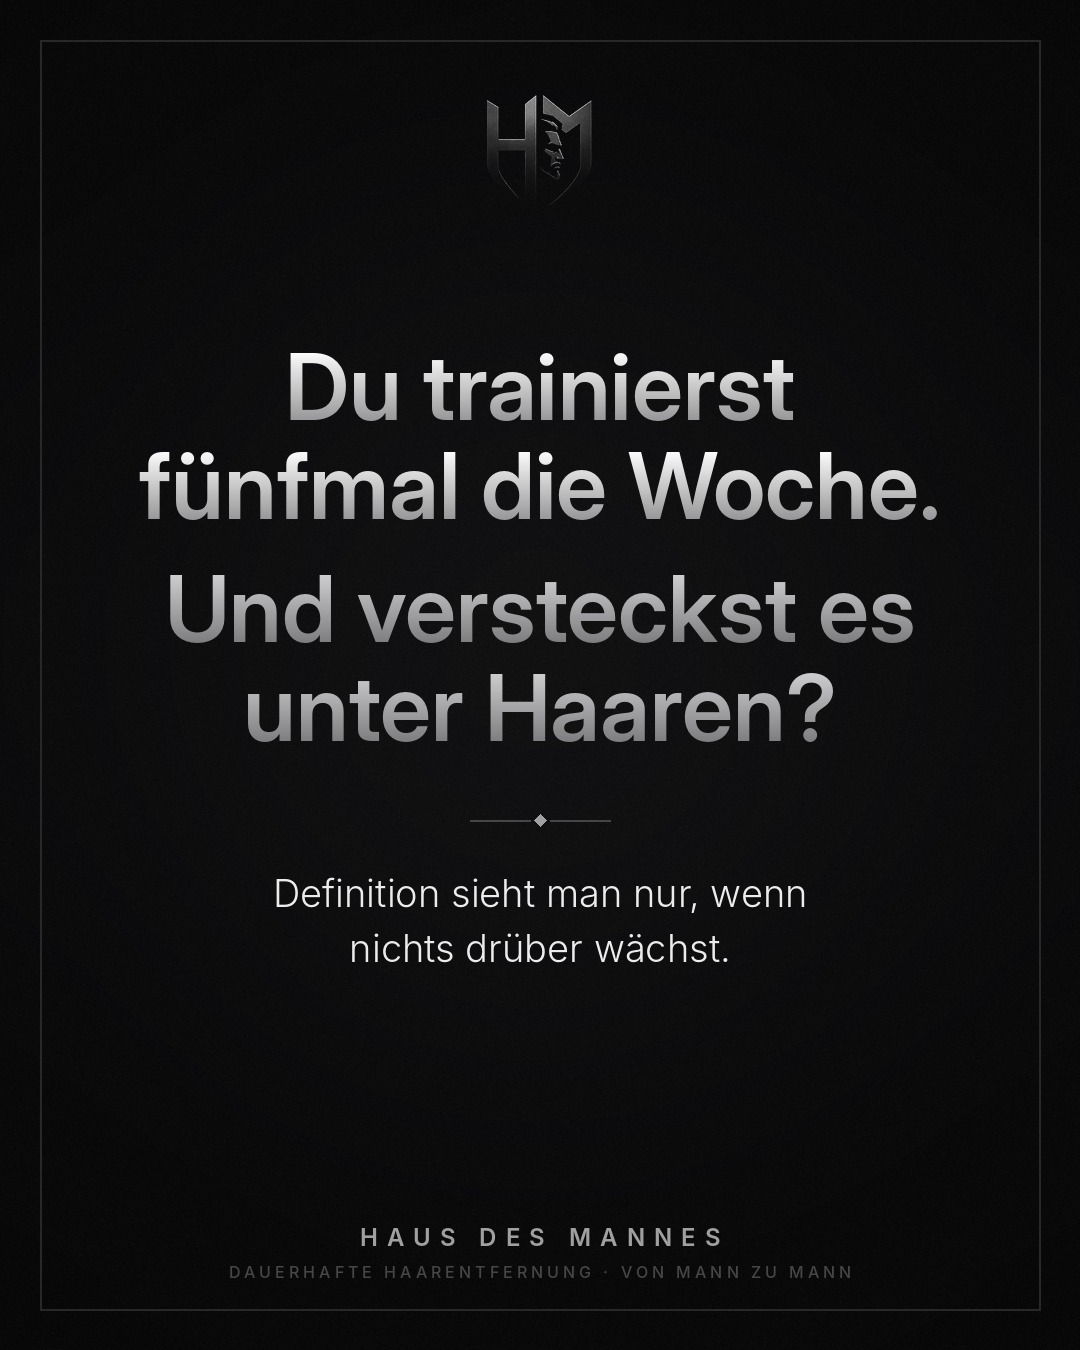 HM
Du trainierst
fünfmal die Woche.
Und versteckst es
unter Haaren?
Definition sieht man nur, wenn
nichts drüber wächst.
HAUS DES MANNES
DAUERHAFTE HAARENTFERNUNG · VON MANN ZU MANN